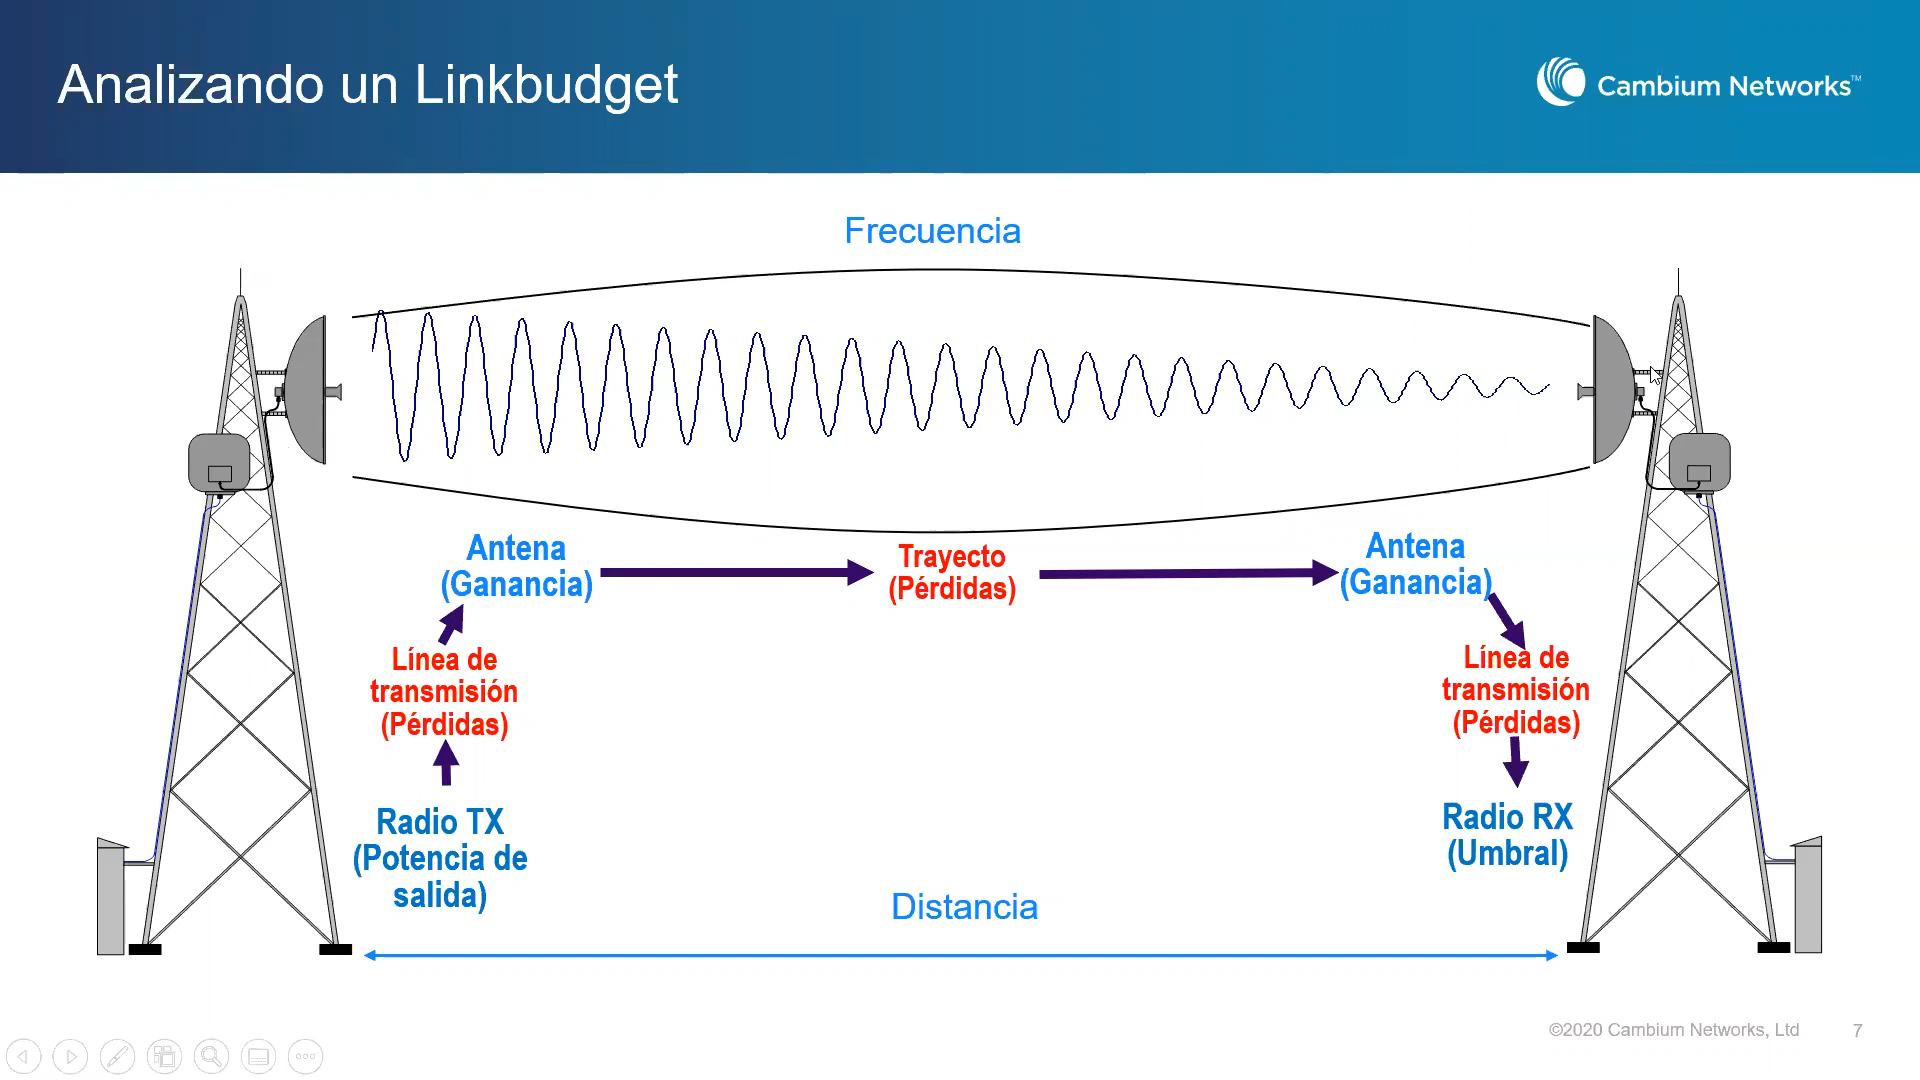 Analizando un Linkbudget
Cambium Networks™
Frecuencia
Antena
(Ganancia)
Trayecto
(Pérdidas)
Antena
(Ganancia)
Línea de
transmisión
(Pérdidas)
Línea de
transmisión
(Pérdidas)
Radio TX
(Potencia de
salida)
Radio RX
(Umbral)
Distancia
©2020 Cambium Networks, Ltd
7